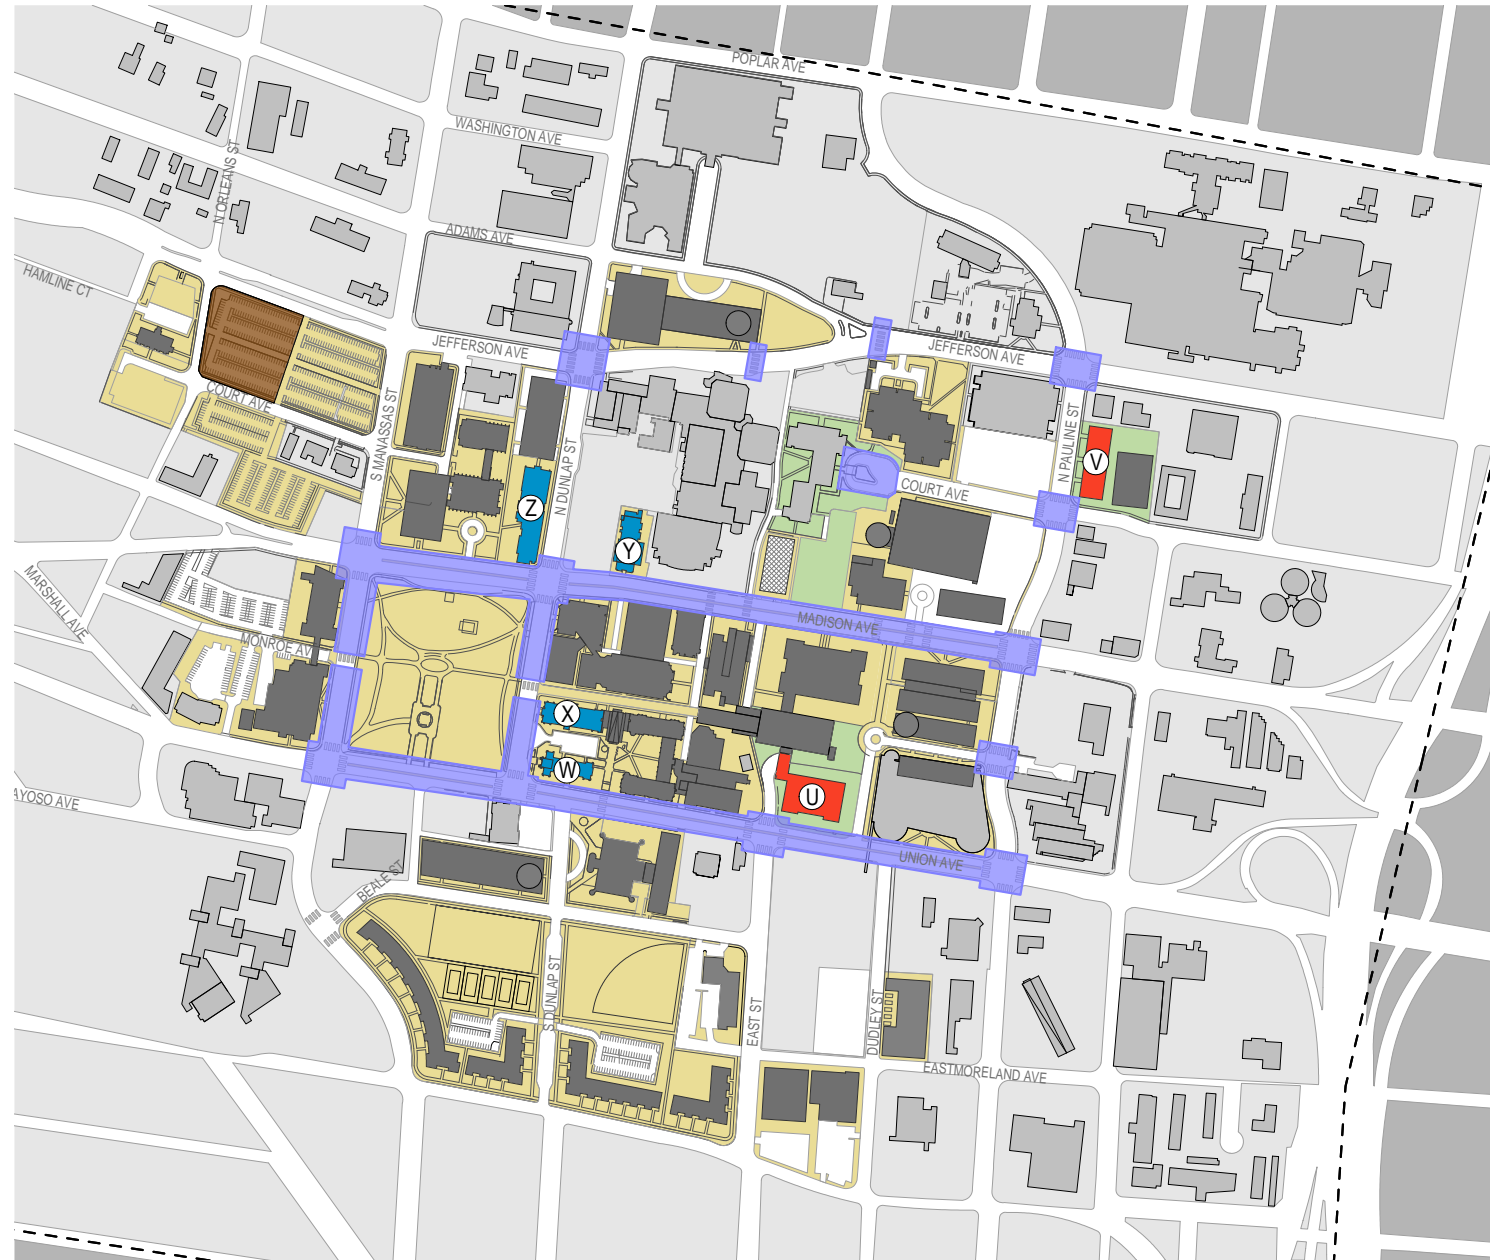 POPLAR AVE
WASHINGTON AVE
N ORLEANS ST
ADAMS AVE
HAMLINE CT
JEFFERSON AVE
JEFFERSON AVE
COURT AVE
S MANASSAS ST
N DUNLAP ST
N PAULINE ST
V
COURT AVE
Z
Y
MARSHALL AVE
MONROE AVE
MADISON AVE
X
W
U
AYOSO AVE
UNION AVE
BEALE ST
S DUNLAP ST
EAST ST
DUDLEY ST
EASTMORELAND AVE